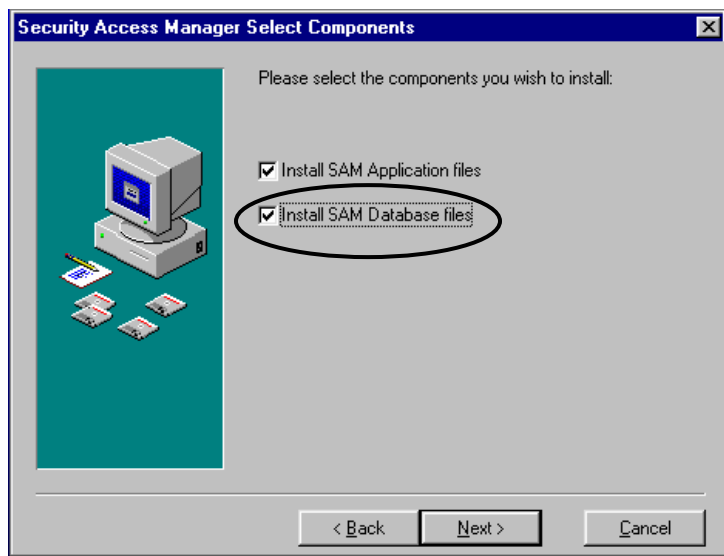 Security Access Manager Select Components
Please select the components you wish to install:
Install SAM Application files
Install SAM Database files
< Back Next > Cancel